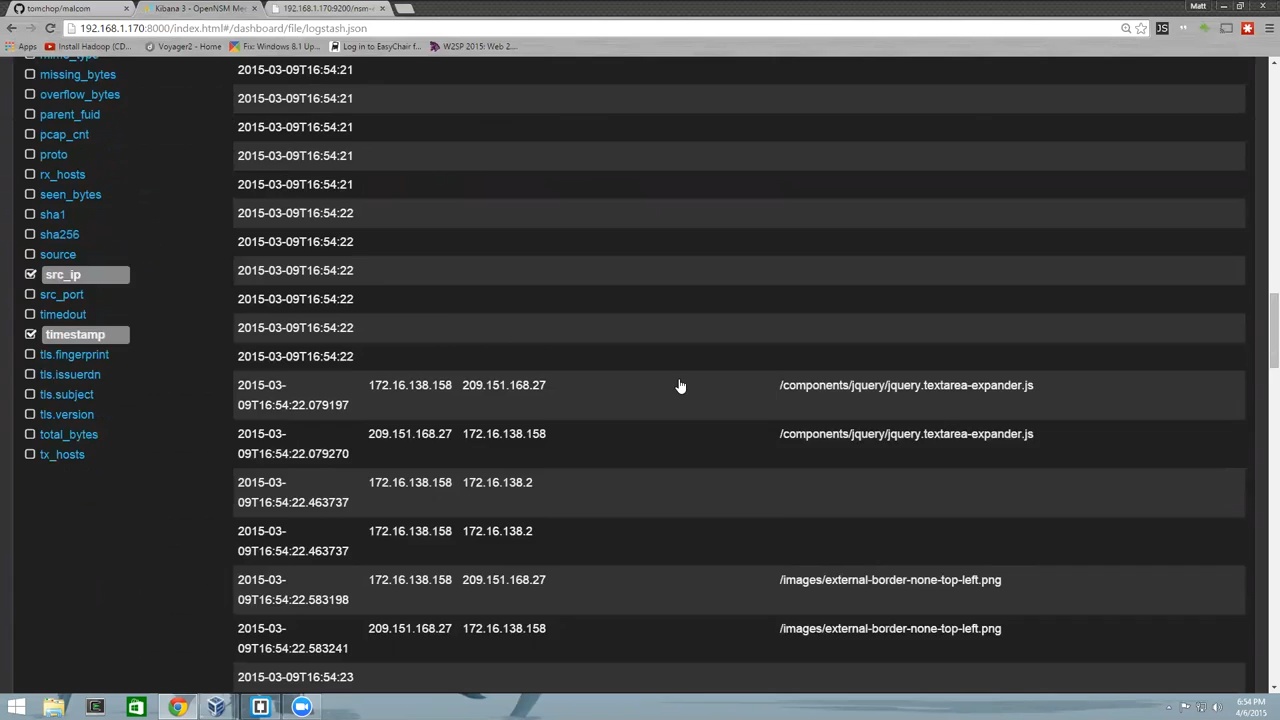 tomchop/malcom
Kibana 3 - OpenNSM Me
192.168.1.170:9200/nsm-
Matt
192.168.1.170:8000/index.html#/dashboard/file/logstash.json
Apps
Install Hadoop (CD...
Voyager2 - Home
Fix: Windows 8.1 Up...
Log in to EasyChair f...
W2SP 2015: Web 2....
2015-03-09T16:54:21
missing_bytes
overflow_bytes
2015-03-09T16:54:21
parent_fuid
2015-03-09T16:54:21
pcap_cnt
proto
2015-03-09T16:54:21
rx_hosts
2015-03-09T16:54:21
seen_bytes
sha1
2015-03-09T16:54:22
sha256
2015-03-09T16:54:22
source
src_ip
2015-03-09T16:54:22
src_port
2015-03-09T16:54:22
timedout
2015-03-09T16:54:22
timestamp
tls.fingerprint
2015-03-09T16:54:22
tls.issuerdn
tls.subject
tls.version
total_bytes
tx_hosts
2015-03- 172.16.138.158 209.151.168.27 /components/jquery/jquery.textarea-expander.js
09T16:54:22.079197
2015-03- 209.151.168.27 172.16.138.158 /components/jquery/jquery.textarea-expander.js
09T16:54:22.079270
2015-03- 172.16.138.158 172.16.138.2
09T16:54:22.463737
2015-03- 172.16.138.158 172.16.138.2
09T16:54:22.463737
2015-03- 172.16.138.158 209.151.168.27 /images/external-border-none-top-left.png
09T16:54:22.583198
2015-03- 209.151.168.27 172.16.138.158 /images/external-border-none-top-left.png
09T16:54:22.583241
2015-03-09T16:54:23
6:54 PM
4/6/2015